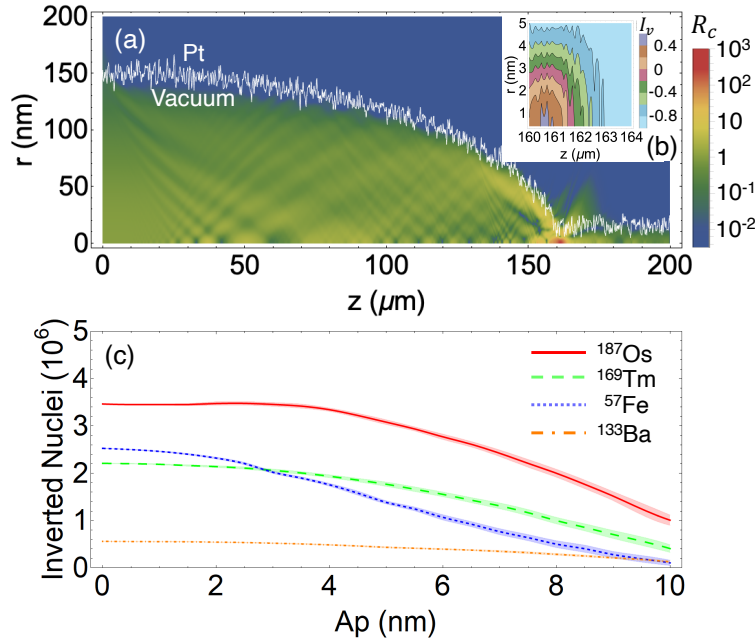 (a)
Pt
Vacuum
r (nm)
200
150
100
50
0
0
50
100
150
200
z (μm)
I_v
r (nm)
5
4
3
2
1
160 161 162 163 164
z (μm)
(b)
0.4
0
-0.4
-0.8
R_c
10^3
10^2
10
1
10^-1
10^-2
(c)
Inverted Nuclei (10^6)
5
4
3
2
1
0
0
2
4
6
8
10
Ap (nm)
^187Os
^169Tm
^57Fe
^133Ba